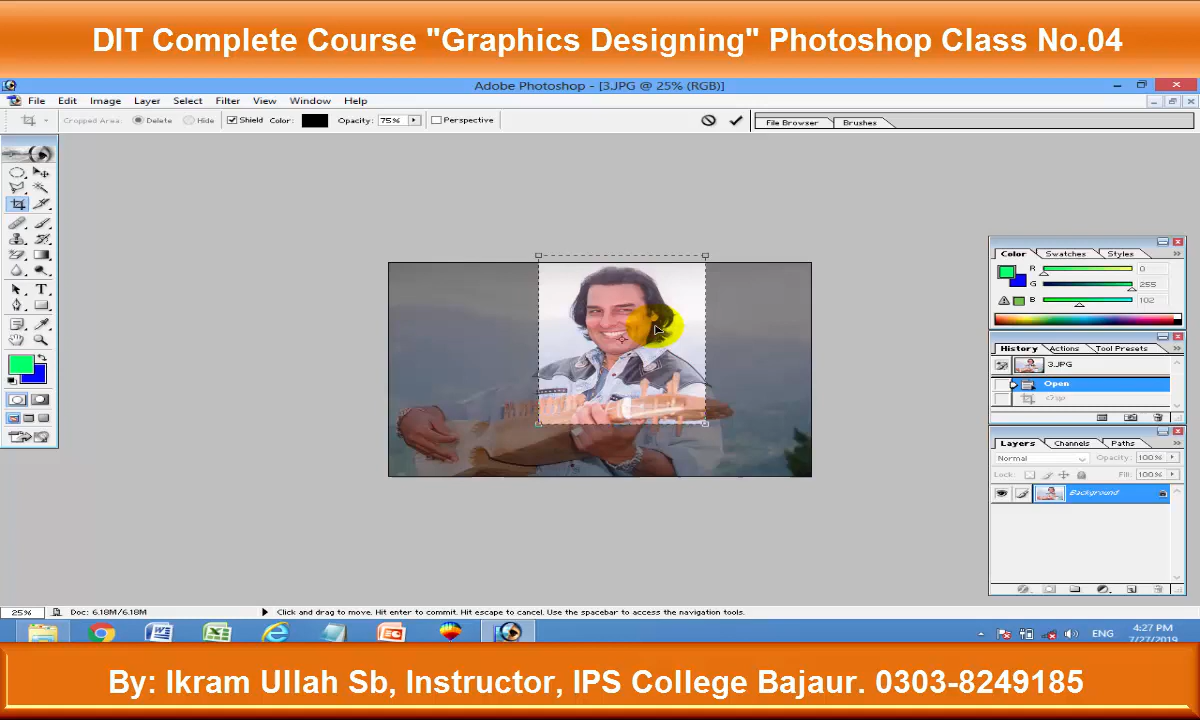 DIT Complete Course "Graphics Designing" Photoshop Class No.04
Adobe Photoshop - [3.JPG @ 25% (RGB)]
File Edit Image Layer Select Filter View Window Help
Cropped Area: Delete Hide Shield Color: Opacity: 75% Perspective File Browser Brushes
Color Swatches Styles
R 0
G 255
B 102
History Actions Tool Presets
3.JPG
Open
Crop
Layers Channels Paths
Normal Opacity: 100%
Lock: Fill: 100%
Background
25% Doc: 6.18M/6.18M Click and drag to move. Hit enter to commit. Hit escape to cancel. Use the spacebar to access the navigation tools.
ENG 4:27 PM
7/27/2019
By: Ikram Ullah Sb, Instructor, IPS College Bajaur. 0303-8249185